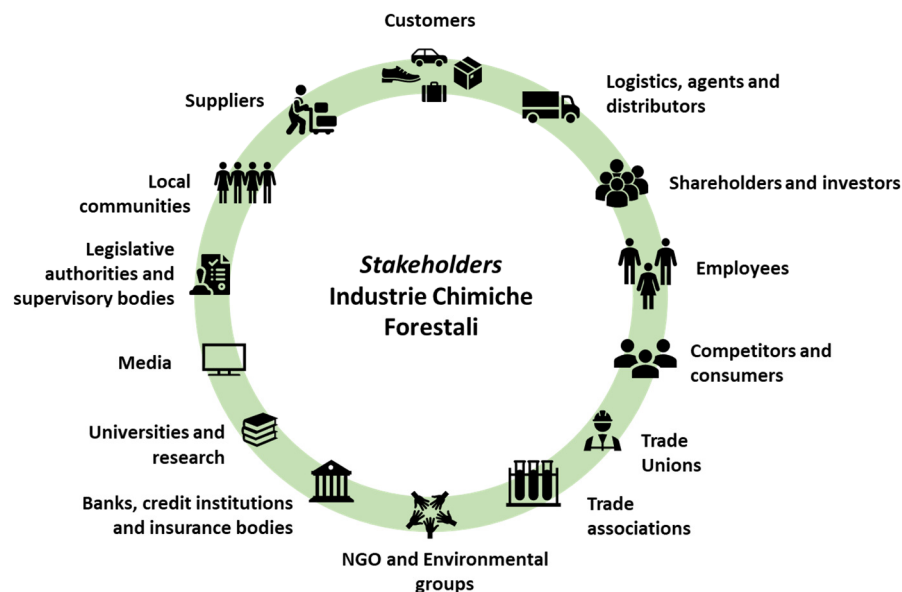 Customers
Logistics, agents and
distributors
Shareholders and investors
Employees
Competitors and
consumers
Trade
Unions
Trade
associations
NGO and Environmental
groups
Banks, credit institutions
and insurance bodies
Universities and
research
Media
Legislative
authorities and
supervisory bodies
Local
communities
Suppliers
Stakeholders
Industrie Chimiche
Forestali